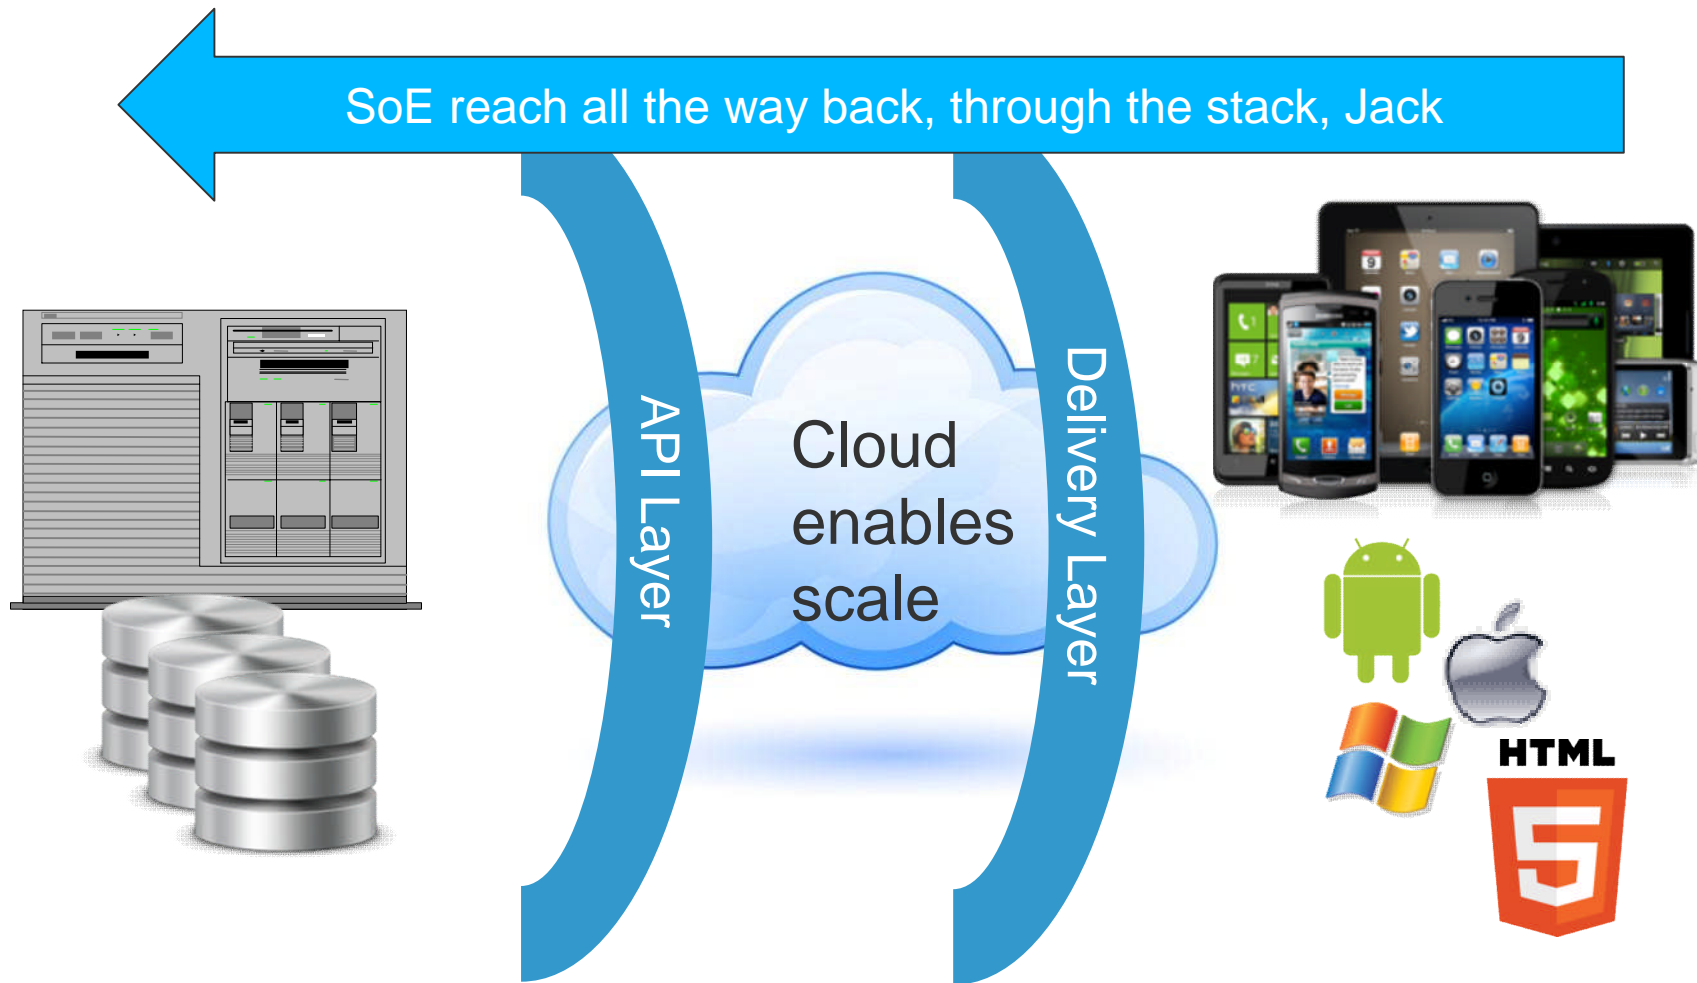 SoE reach all the way back, through the stack, Jack
API Layer
Cloud
enables
scale
Delivery Layer
HTML
5